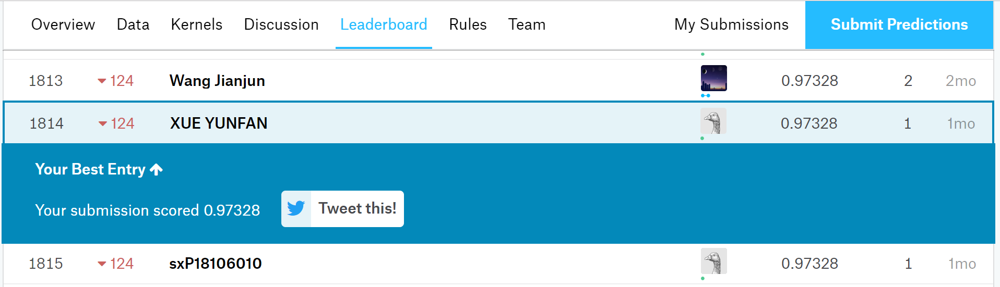 Overview Data Kernels Discussion Leaderboard Rules Team My Submissions Submit Predictions
1813 124 Wang Jianjun 0.97328 2 2mo
1814 124 XUE YUNFAN 0.97328 1 1mo
Your Best Entry
Your submission scored 0.97328 Tweet this!
1815 124 sxP18106010 0.97328 1 1mo